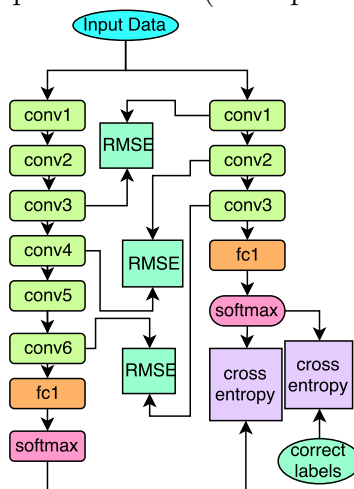 Input Data
conv1
conv2
conv3
conv4
conv5
conv6
fc1
softmax
RMSE
RMSE
RMSE
conv1
conv2
conv3
fc1
softmax
cross
entropy
cross
entropy
correct
labels